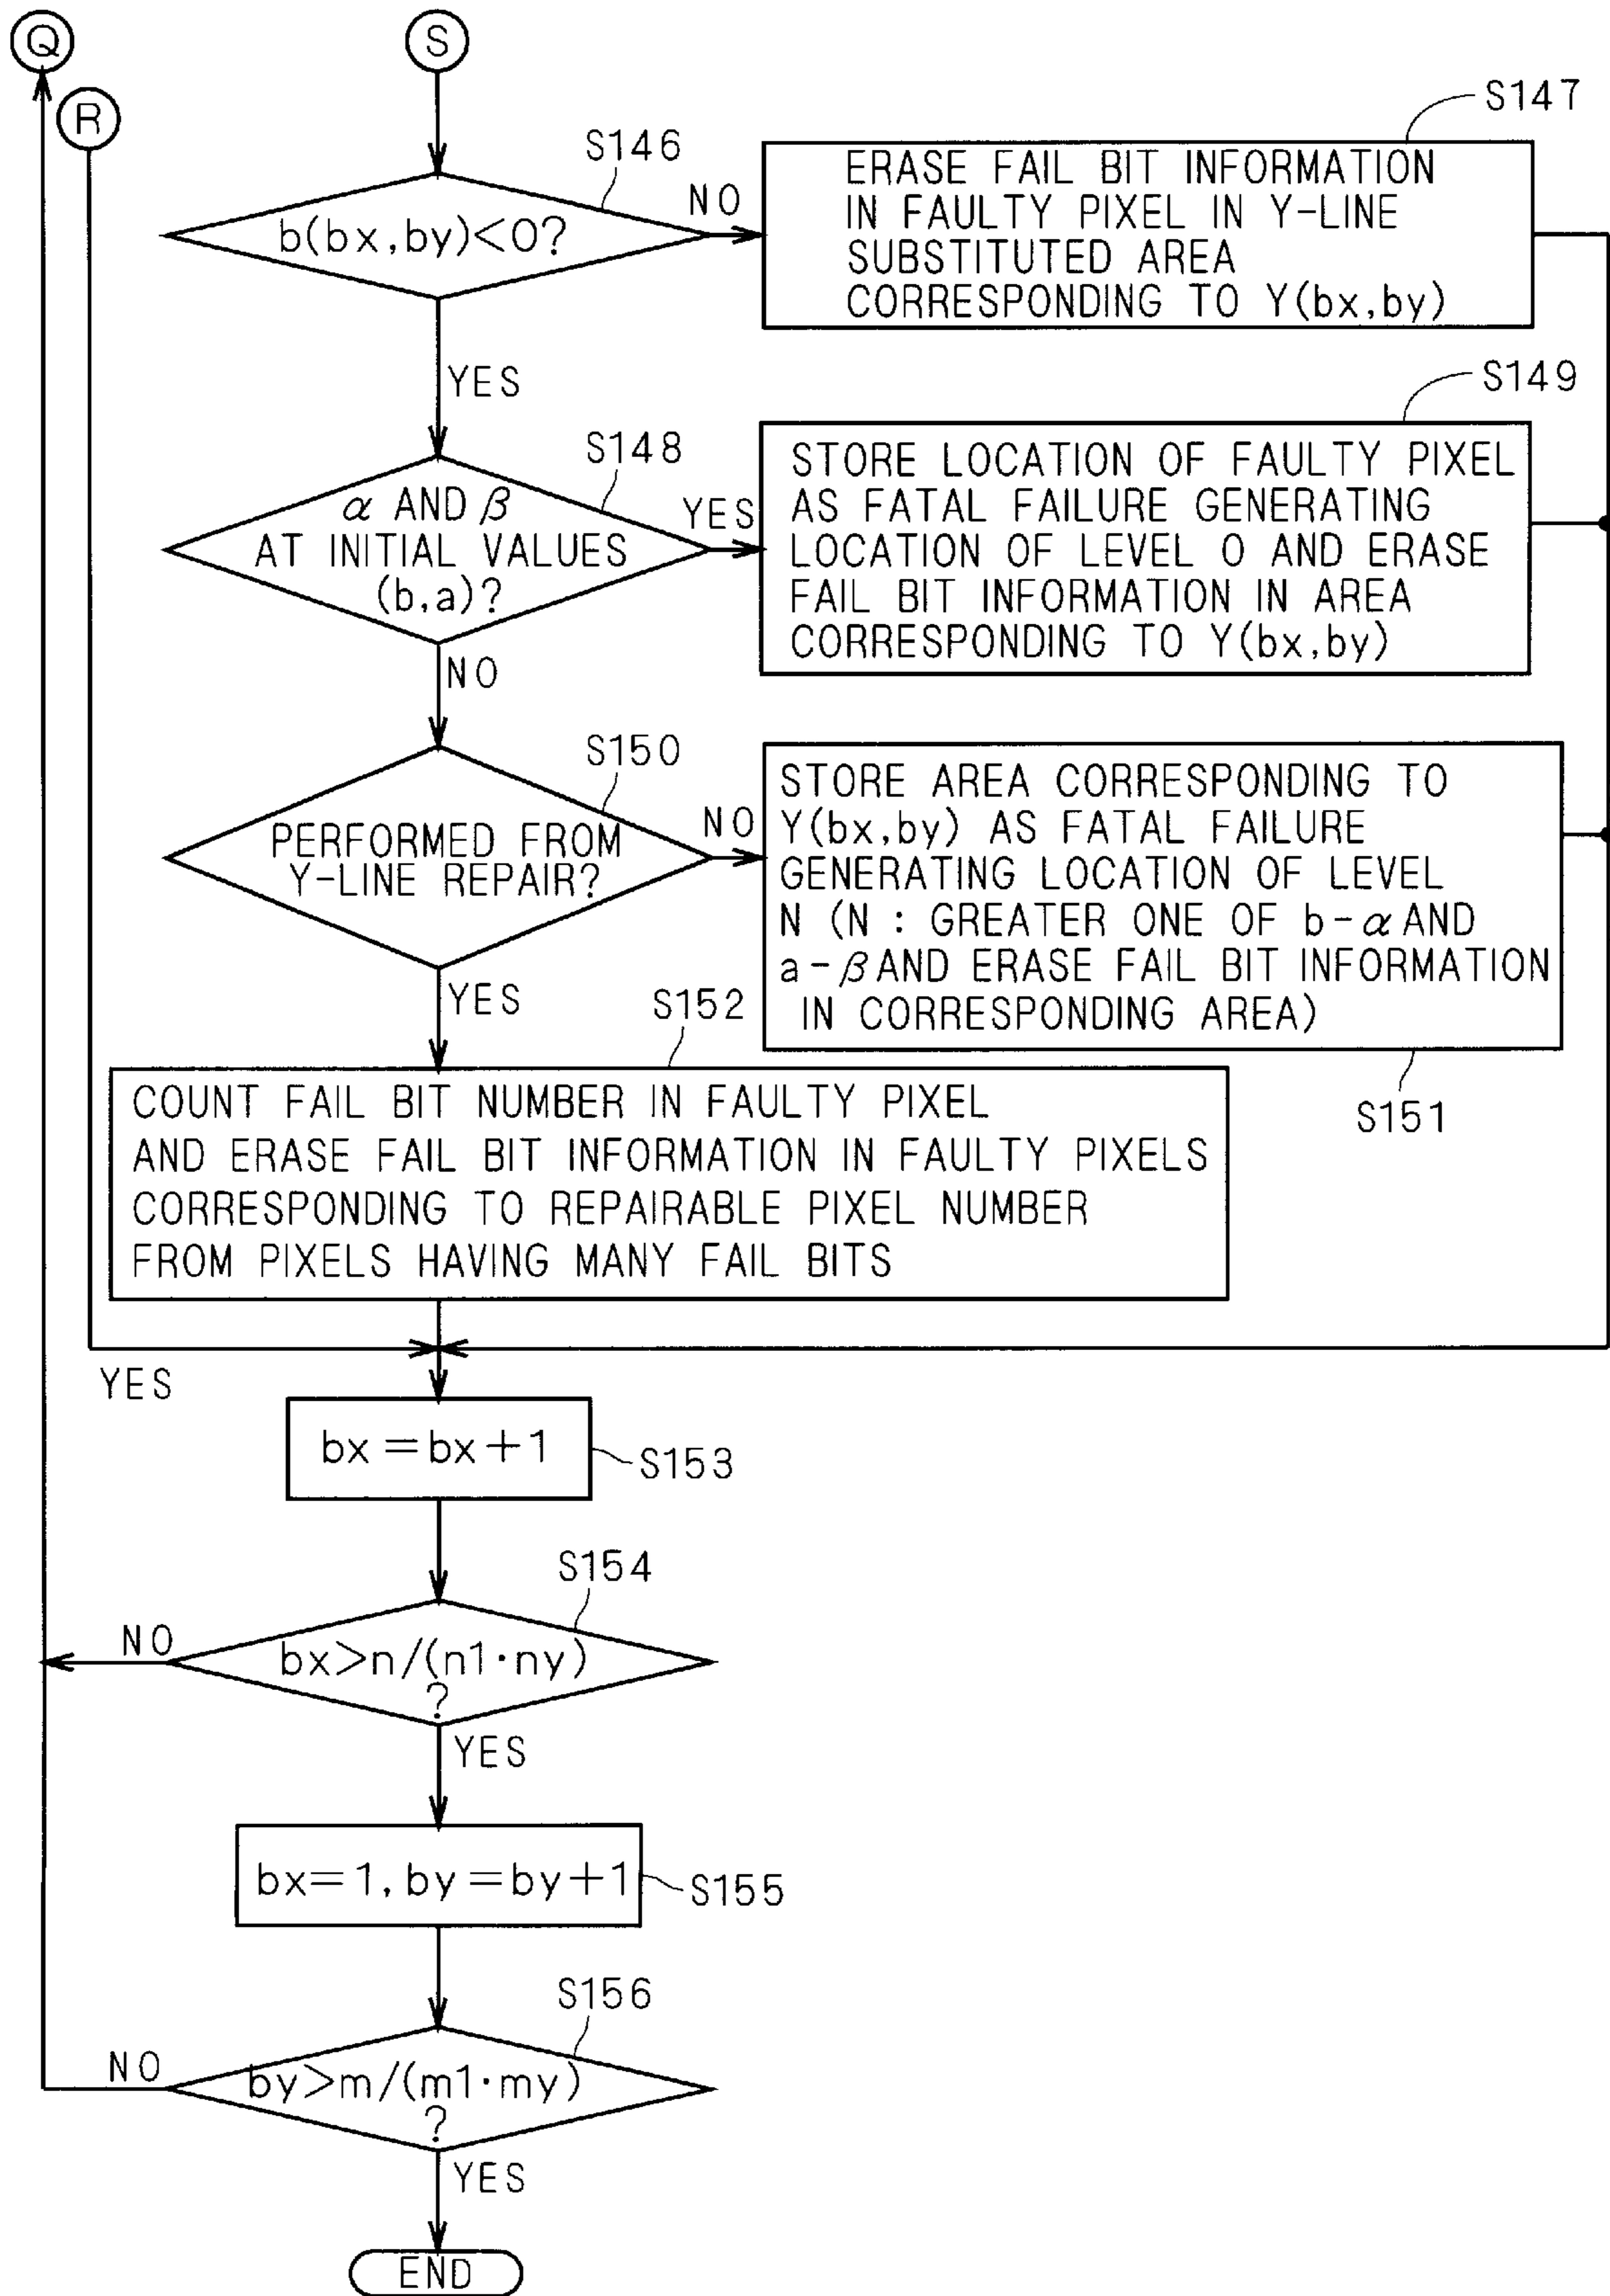 Q
S
R
S146
b(bx,by)<0?
NO
S147
ERASE FAIL BIT INFORMATION
IN FAULTY PIXEL IN Y-LINE
SUBSTITUTED AREA
CORRESPONDING TO Y(bx,by)
YES
S148
α AND β
AT INITIAL VALUES
(b,a)?
YES
S149
STORE LOCATION OF FAULTY PIXEL
AS FATAL FAILURE GENERATING
LOCATION OF LEVEL 0 AND ERASE
FAIL BIT INFORMATION IN AREA
CORRESPONDING TO Y(bx,by)
NO
S150
PERFORMED FROM
Y-LINE REPAIR?
NO
STORE AREA CORRESPONDING TO
Y(bx,by) AS FATAL FAILURE
GENERATING LOCATION OF LEVEL
N (N : GREATER ONE OF b-α AND
a-β AND ERASE FAIL BIT INFORMATION
IN CORRESPONDING AREA)
S151
YES
S152
COUNT FAIL BIT NUMBER IN FAULTY PIXEL
AND ERASE FAIL BIT INFORMATION IN FAULTY PIXELS
CORRESPONDING TO REPAIRABLE PIXEL NUMBER
FROM PIXELS HAVING MANY FAIL BITS
YES
bx=bx+1
S153
S154
NO
bx>n/(n1·ny)
?
YES
bx=1,by=by+1
S155
S156
NO
by>m/(m1·my)
?
YES
END